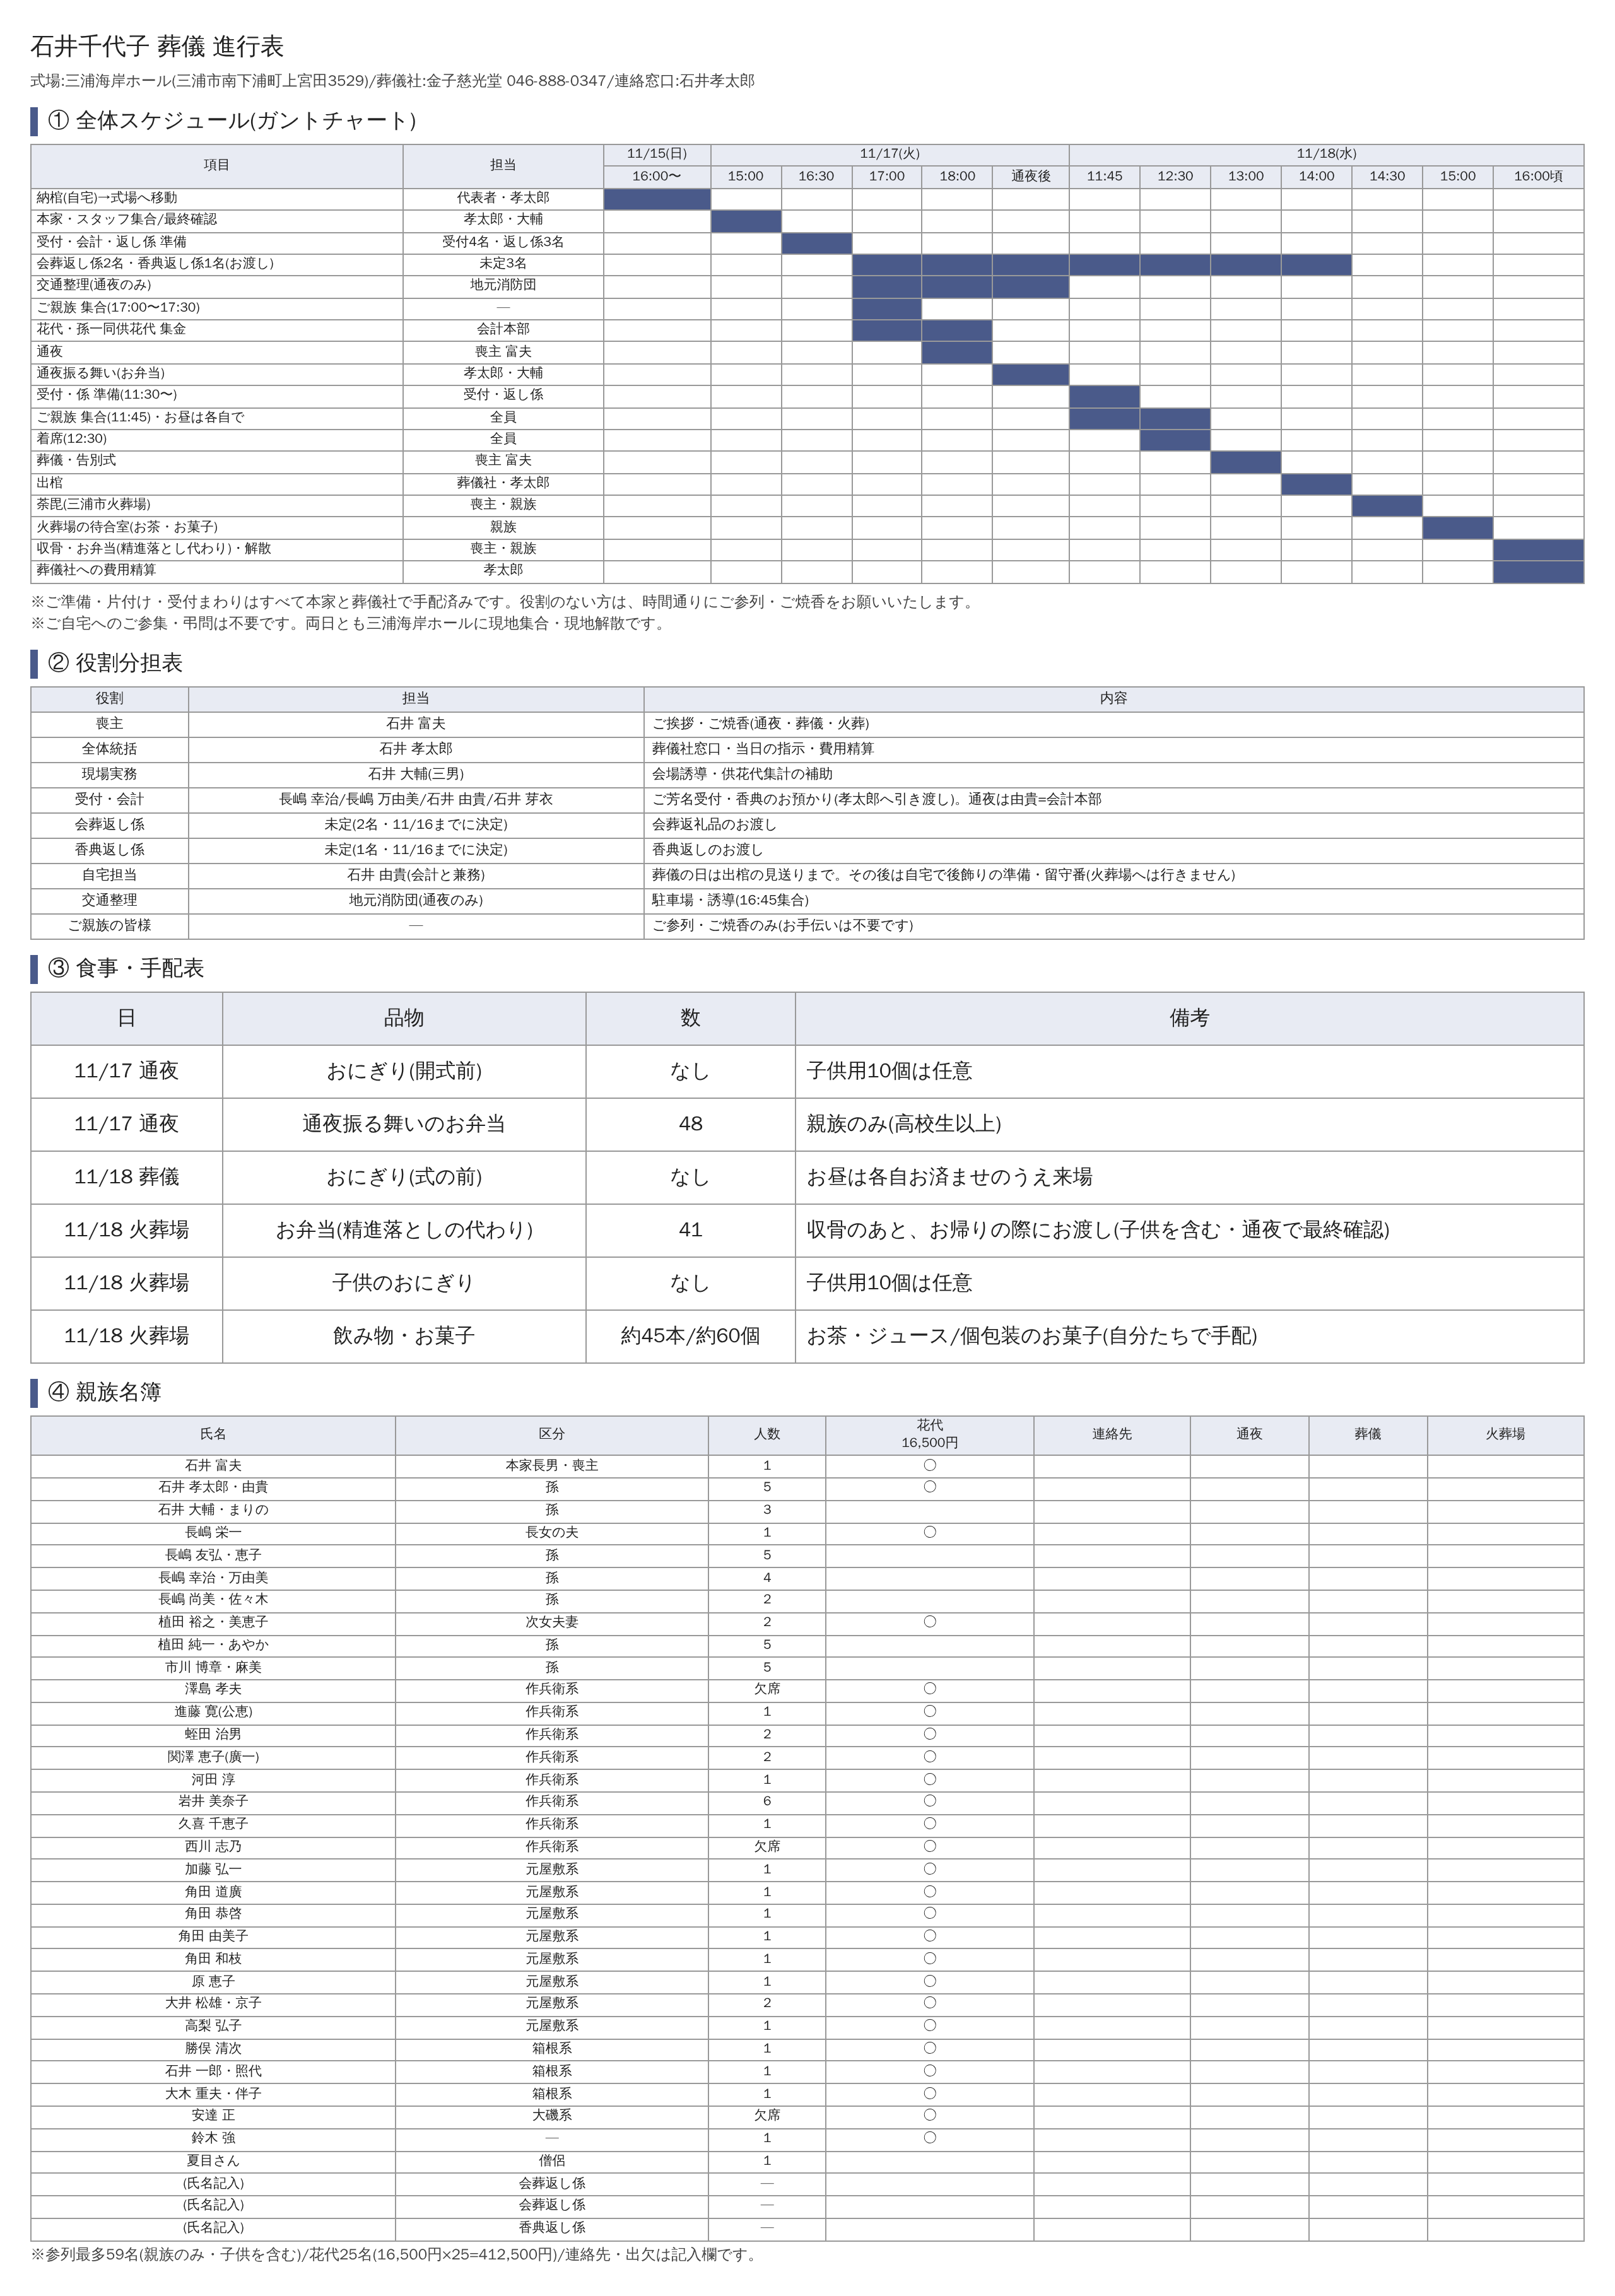 石井千代子 葬儀 進行表
式場:三浦海岸ホール(三浦市南下浦町上宮田3529)/葬儀社:金子慈光堂 046-888-0347/連絡窓口:石井孝太郎
① 全体スケジュール(ガントチャート)
項目 担当 11/15(日) 11/17(火) 11/18(水)
16:00〜 15:00 16:30 17:00 18:00 通夜後 11:45 12:30 13:00 14:00 14:30 15:00 16:00頃
納棺(自宅)→式場へ移動 代表者・孝太郎
本家・スタッフ集合/最終確認 孝太郎・大輔
受付・会計・返し係 準備 受付4名・返し係3名
会葬返し係2名・香典返し係1名(お渡し) 未定3名
交通整理(通夜のみ) 地元消防団
ご親族 集合(17:00〜17:30) —
花代・孫一同供花代 集金 会計本部
通夜 喪主 富夫
通夜振る舞い(お弁当) 孝太郎・大輔
受付・係 準備(11:30〜) 受付・返し係
ご親族 集合(11:45)・お昼は各自で 全員
着席(12:30) 全員
葬儀・告別式 喪主 富夫
出棺 葬儀社・孝太郎
荼毘(三浦市火葬場) 喪主・親族
火葬場の待合室(お茶・お菓子) 親族
収骨・お弁当(精進落とし代わり)・解散 喪主・親族
葬儀社への費用精算 孝太郎
※ご準備・片付け・受付まわりはすべて本家と葬儀社で手配済みです。役割のない方は、時間通りにご参列・ご焼香をお願いいたします。
※ご自宅へのご参集・弔問は不要です。両日とも三浦海岸ホールに現地集合・現地解散です。
② 役割分担表
役割 担当 内容
喪主 石井 富夫 ご挨拶・ご焼香(通夜・葬儀・火葬)
全体統括 石井 孝太郎 葬儀社窓口・当日の指示・費用精算
現場実務 石井 大輔(三男) 会場誘導・供花代集計の補助
受付・会計 長嶋 幸治/長嶋 万由美/石井 由貴/石井 芽衣 ご芳名受付・香典のお預かり(孝太郎へ引き渡し)。通夜は由貴=会計本部
会葬返し係 未定(2名・11/16までに決定) 会葬返礼品のお渡し
香典返し係 未定(1名・11/16までに決定) 香典返しのお渡し
自宅担当 石井 由貴(会計と兼務) 葬儀の日は出棺の見送りまで。その後は自宅で後飾りの準備・留守番(火葬場へは行きません)
交通整理 地元消防団(通夜のみ) 駐車場・誘導(16:45集合)
ご親族の皆様 — ご参列・ご焼香のみ(お手伝いは不要です)
③ 食事・手配表
日 品物 数 備考
11/17 通夜 おにぎり(開式前) なし 子供用10個は任意
11/17 通夜 通夜振る舞いのお弁当 48 親族のみ(高校生以上)
11/18 葬儀 おにぎり(式の前) なし お昼は各自お済ませのうえ来場
11/18 火葬場 お弁当(精進落としの代わり) 41 収骨のあと、お帰りの際にお渡し(子供を含む・通夜で最終確認)
11/18 火葬場 子供のおにぎり なし 子供用10個は任意
11/18 火葬場 飲み物・お菓子 約45本/約60個 お茶・ジュース/個包装のお菓子(自分たちで手配)
④ 親族名簿
氏名 区分 人数 花代 連絡先 通夜 葬儀 火葬場
16,500円
石井 富夫 本家長男・喪主 1 〇
石井 孝太郎・由貴 孫 5 〇
石井 大輔・まりの 孫 3
長嶋 栄一 長女の夫 1 〇
長嶋 友弘・恵子 孫 5
長嶋 幸治・万由美 孫 4
長嶋 尚美・佐々木 孫 2
植田 裕之・美恵子 次女夫妻 2 〇
植田 純一・あやか 孫 5
市川 博章・麻美 孫 5
澤島 孝夫 作兵衛系 欠席 〇
進藤 寛(公恵) 作兵衛系 1 〇
蛭田 治男 作兵衛系 2 〇
関澤 恵子(廣一) 作兵衛系 2 〇
河田 淳 作兵衛系 1 〇
岩井 美奈子 作兵衛系 6 〇
久喜 千恵子 作兵衛系 1 〇
西川 志乃 作兵衛系 欠席 〇
加藤 弘一 元屋敷系 1 〇
角田 道廣 元屋敷系 1 〇
角田 恭啓 元屋敷系 1 〇
角田 由美子 元屋敷系 1 〇
角田 和枝 元屋敷系 1 〇
原 恵子 元屋敷系 1 〇
大井 松雄・京子 元屋敷系 2 〇
高梨 弘子 元屋敷系 1 〇
勝俣 清次 箱根系 1 〇
石井 一郎・照代 箱根系 1 〇
大木 重夫・伴子 箱根系 1 〇
安達 正 大磯系 欠席 〇
鈴木 強 — 1 〇
夏目さん 僧侶 1
(氏名記入) 会葬返し係 —
(氏名記入) 会葬返し係 —
(氏名記入) 香典返し係 —
※参列最多59名(親族のみ・子供を含む)/花代25名(16,500円×25=412,500円)/連絡先・出欠は記入欄です。